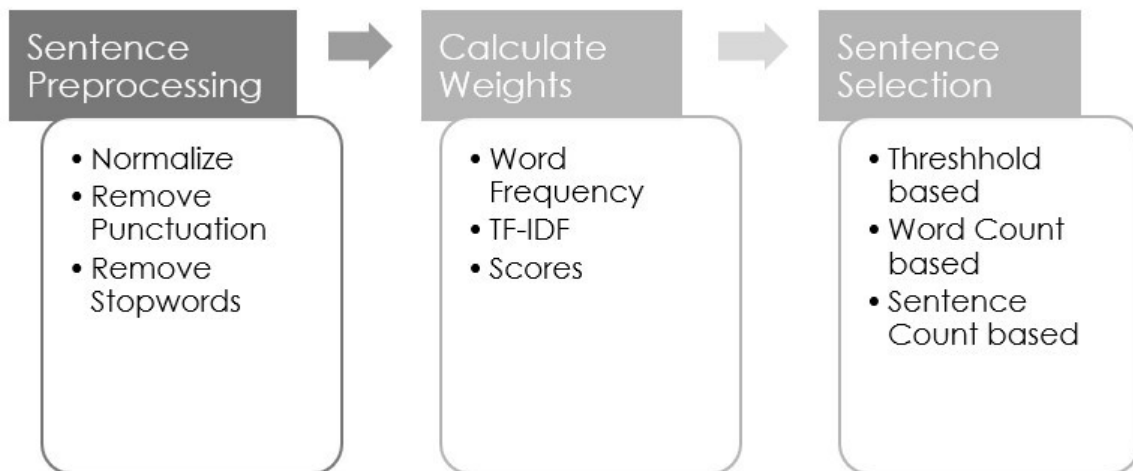 Sentence
Preprocessing
• Normalize
• Remove
Punctuation
• Remove
Stopwords
Calculate
Weights
• Word
Frequency
• TF-IDF
• Scores
Sentence
Selection
• Threshhold
based
• Word Count
based
• Sentence
Count based